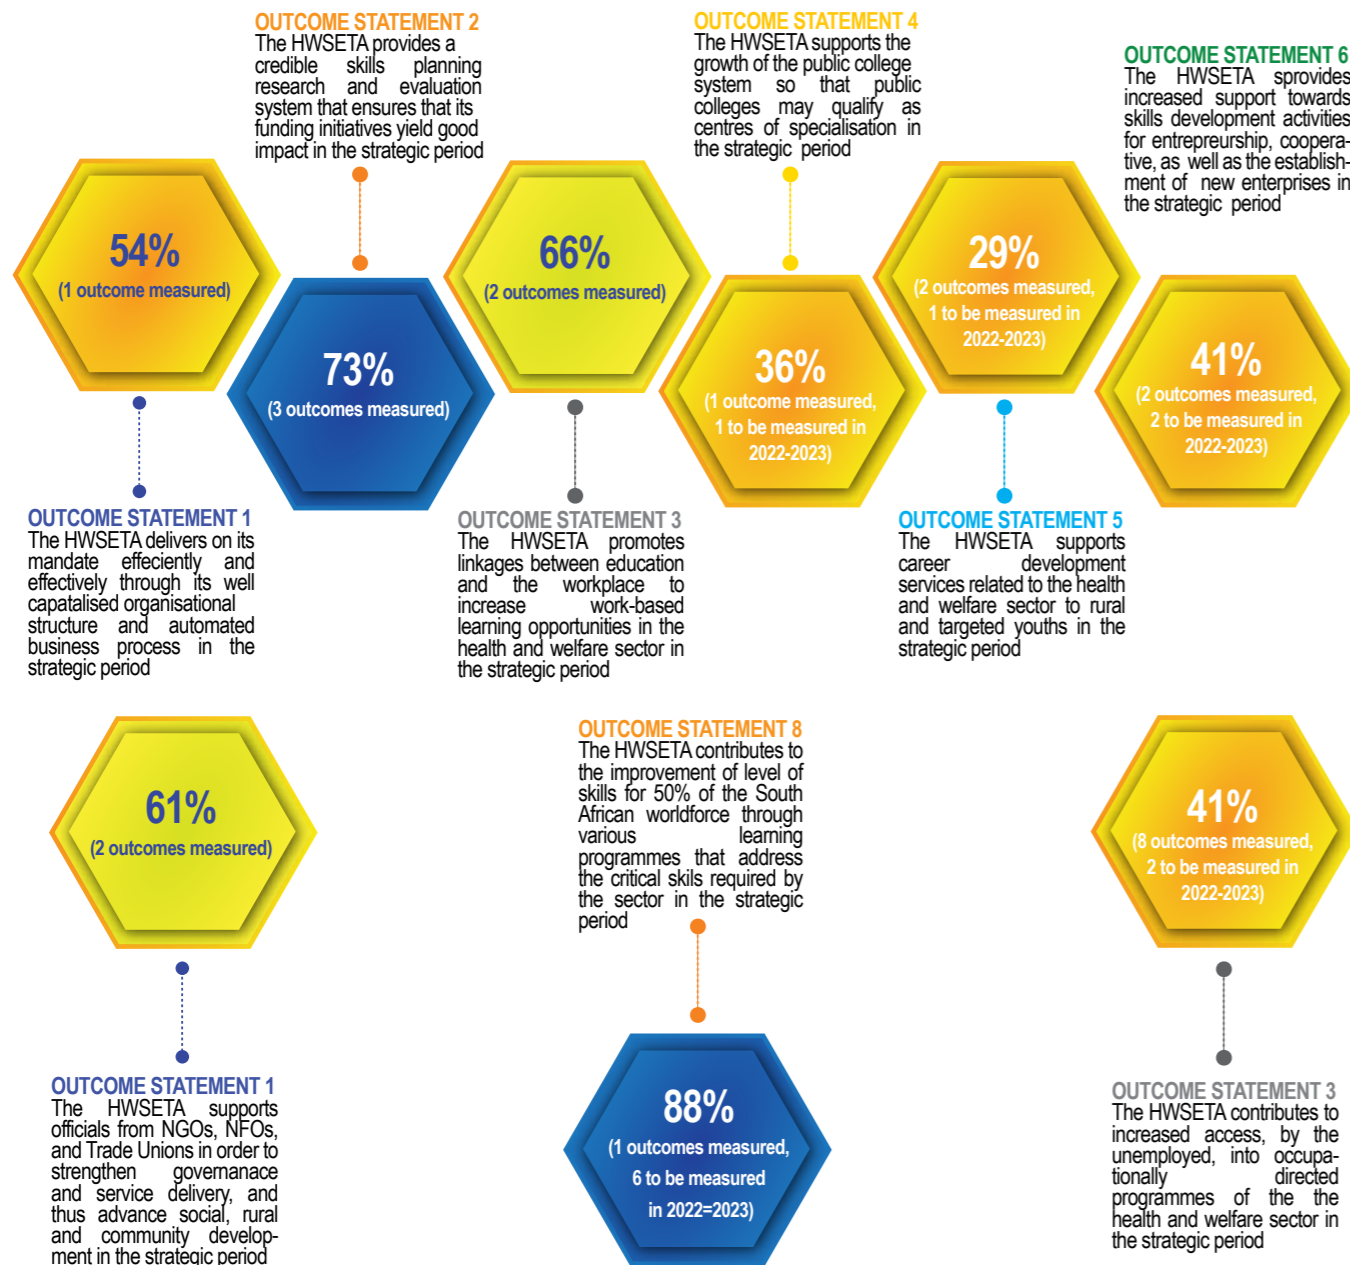 OUTCOME STATEMENT 2
The HWSETA provides a
credible skills planning
research and evaluation
system that ensures that its
funding initiatives yield good
impact in the strategic period
OUTCOME STATEMENT 4
The HWSETA supports the
growth of the public college
system so that public
colleges may qualify as
centres of specialisation in
the strategic period
OUTCOME STATEMENT 6
The HWSETA sprovides
increased support towards
skills development activities
for entrepreurship, coopera-
tive, as well as the establish-
ment of new enterprises in
the strategic period
54%
(1 outcome measured)
73%
(3 outcomes measured)
66%
(2 outcomes measured)
36%
(1 outcome measured,
1 to be measured in
2022-2023)
29%
(2 outcomes measured,
1 to be measured in
2022-2023)
41%
(2 outcomes measured,
2 to be measured in
2022-2023)
OUTCOME STATEMENT 1
The HWSETA delivers on its
mandate effeciently and
effectively through its well
capatalised organisational
structure and automated
business process in the
strategic period
OUTCOME STATEMENT 3
The HWSETA promotes
linkages between education
and the workplace to
increase work-based
learning opportunities in the
health and welfare sector in
the strategic period
OUTCOME STATEMENT 5
The HWSETA supports
career development
services related to the health
and welfare sector to rural
and targeted youths in the
strategic period
61%
(2 outcomes measured)
OUTCOME STATEMENT 8
The HWSETA contributes to
the improvement of level of
skills for 50% of the South
African worldforce through
various learning
programmes that address
the critical skils required by
the sector in the strategic
period
41%
(8 outcomes measured,
2 to be measured in
2022-2023)
OUTCOME STATEMENT 1
The HWSETA supports
officials from NGOs, NFOs,
and Trade Unions in order to
strengthen governanace
and service delivery, and
thus advance social, rural
and community develop-
ment in the strategic period
88%
(1 outcomes measured,
6 to be measured
in 2022=2023)
OUTCOME STATEMENT 3
The HWSETA contributes to
increased access, by the
unemployed, into occupa-
tionally directed
programmes of the the
health and welfare sector in
the strategic period